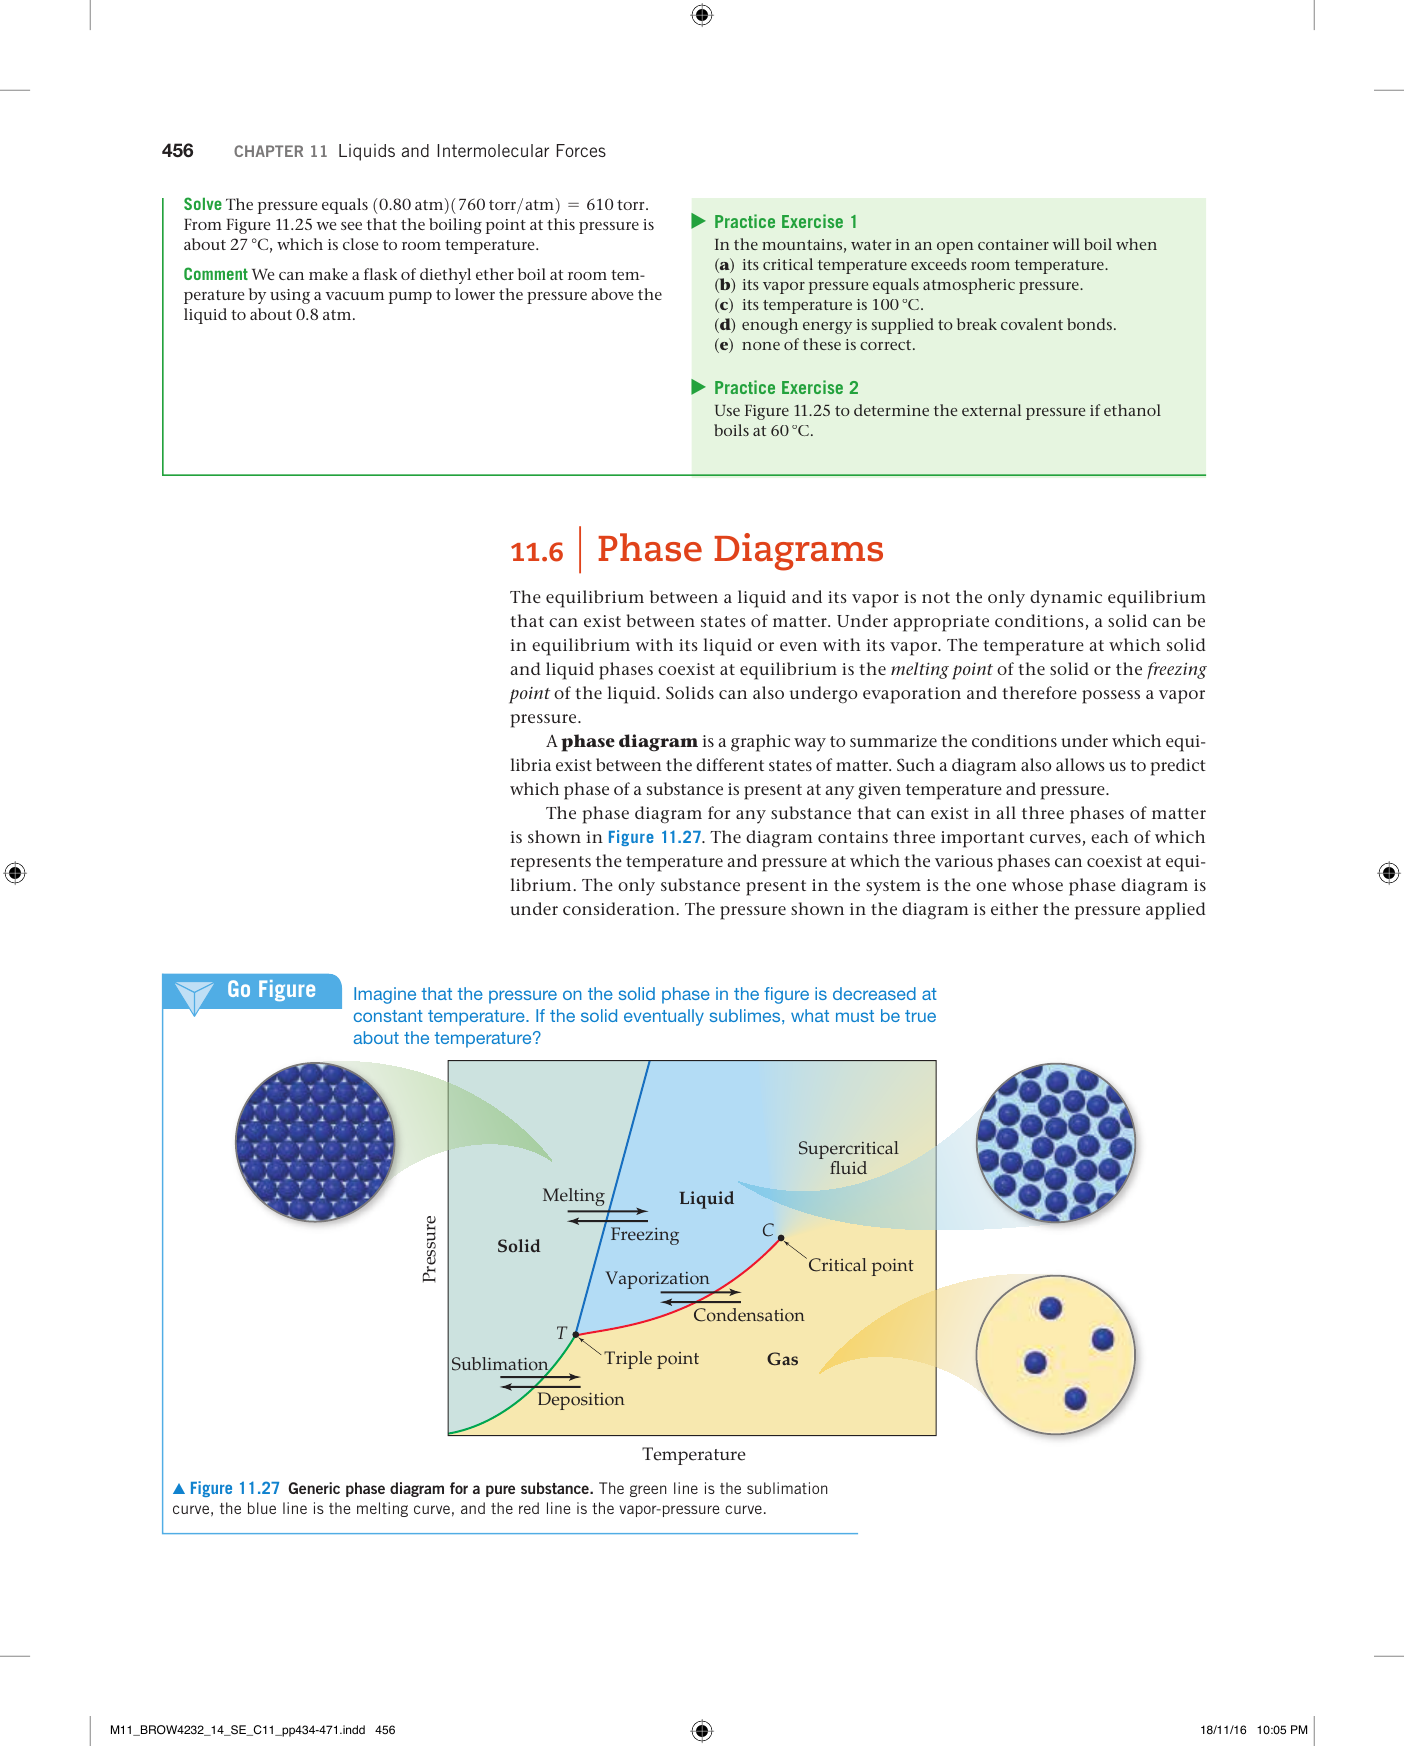 456 CHAPTER 11 Liquids and Intermolecular Forces
Solve The pressure equals (0.80 atm)(760 torr/atm) = 610 torr.
From Figure 11.25 we see that the boiling point at this pressure is
about 27 °C, which is close to room temperature.
Comment We can make a flask of diethyl ether boil at room tem-
perature by using a vacuum pump to lower the pressure above the
liquid to about 0.8 atm.
Practice Exercise 1
In the mountains, water in an open container will boil when
(a) its critical temperature exceeds room temperature.
(b) its vapor pressure equals atmospheric pressure.
(c) its temperature is 100 °C.
(d) enough energy is supplied to break covalent bonds.
(e) none of these is correct.
Practice Exercise 2
Use Figure 11.25 to determine the external pressure if ethanol
boils at 60 °C.
11.6 | Phase Diagrams
The equilibrium between a liquid and its vapor is not the only dynamic equilibrium
that can exist between states of matter. Under appropriate conditions, a solid can be
in equilibrium with its liquid or even with its vapor. The temperature at which solid
and liquid phases coexist at equilibrium is the melting point of the solid or the freezing
point of the liquid. Solids can also undergo evaporation and therefore possess a vapor
pressure.
A phase diagram is a graphic way to summarize the conditions under which equi-
libria exist between the different states of matter. Such a diagram also allows us to predict
which phase of a substance is present at any given temperature and pressure.
The phase diagram for any substance that can exist in all three phases of matter
is shown in Figure 11.27. The diagram contains three important curves, each of which
represents the temperature and pressure at which the various phases can coexist at equi-
librium. The only substance present in the system is the one whose phase diagram is
under consideration. The pressure shown in the diagram is either the pressure applied
Go Figure
Imagine that the pressure on the solid phase in the figure is decreased at
constant temperature. If the solid eventually sublimes, what must be true
about the temperature?
Supercritical
fluid
Melting
Liquid
Freezing
Solid
C
Critical point
Pressure
Vaporization
Condensation
T
Triple point
Gas
Sublimation
Deposition
Temperature
▲ Figure 11.27 Generic phase diagram for a pure substance. The green line is the sublimation
curve, the blue line is the melting curve, and the red line is the vapor-pressure curve.
M11_BROW4232_14_SE_C11_pp434-471.indd 456
18/11/16 10:05 PM